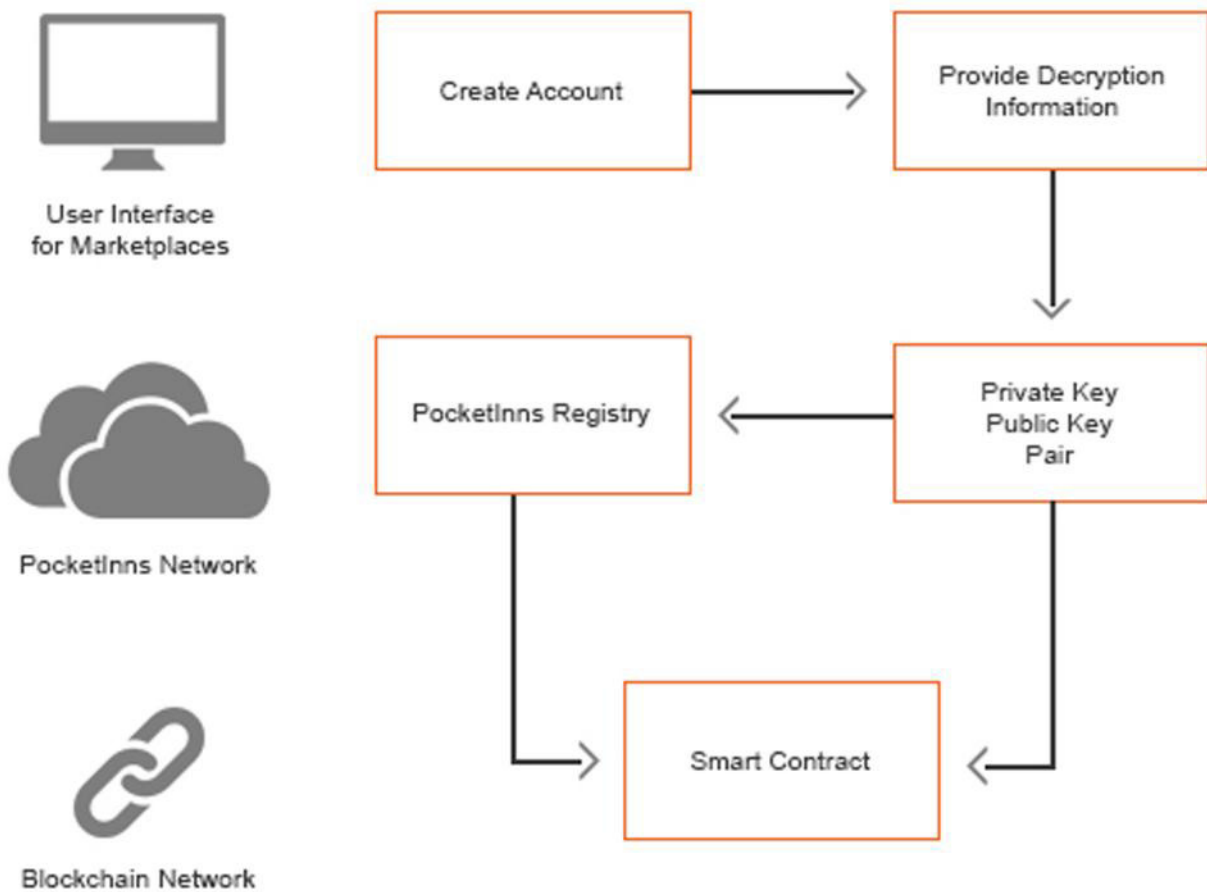 Create Account
Provide Decryption
Information
User Interface
for Marketplaces
PocketInns Registry
Private Key
Public Key
Pair
PocketInns Network
Smart Contract
Blockchain Network